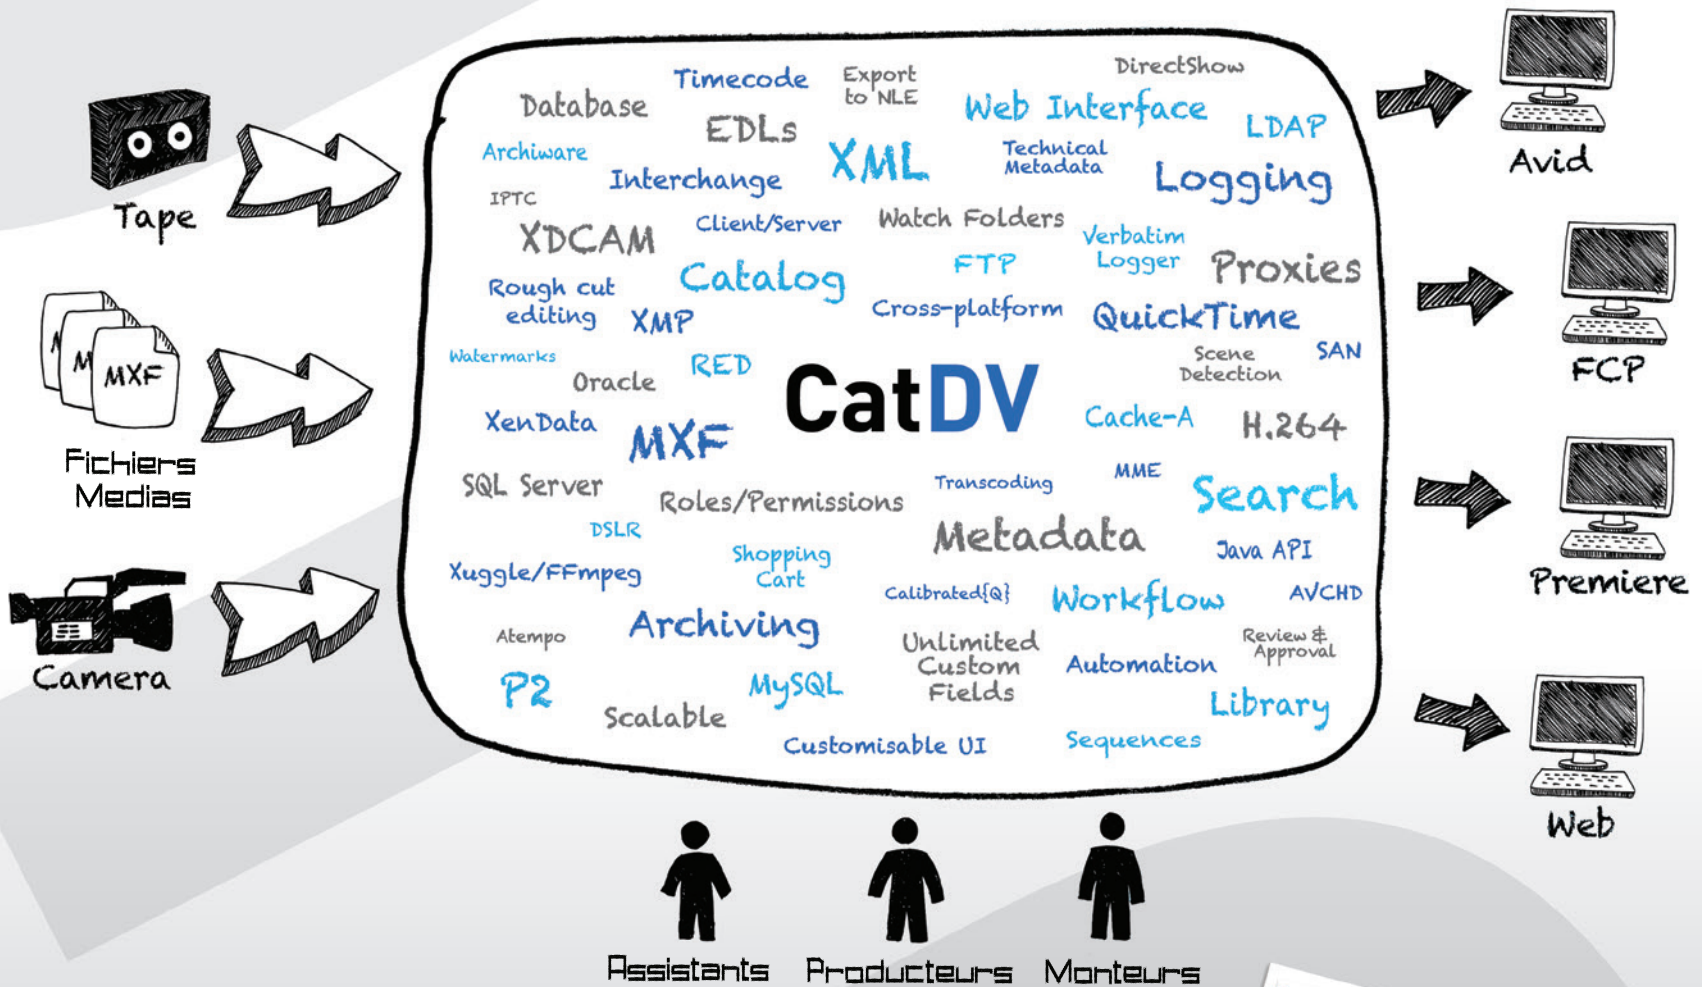 Tape
MXF
M
M
Fichiers
Medias
Camera
Timecode
Export
to NLE
DirectShow
Database
EDLs
Web Interface
LDAP
Archiware
Interchange
XML
Technical
Metadata
Logging
IPTC
XDCAM
Client/Server
Watch Folders
Verbatim
Logger
Proxies
Rough cut
editing
XMP
Catalog
FTP
Cross-platform
QuickTime
Watermarks
Oracle
RED
CatDV
Scene
Detection
SAN
XenData
MXF
Cache-A
H.264
SQL Server
Roles/Permissions
Transcoding
MME
Search
DSLR
Metadata
Java API
Xuggle/FFmpeg
Shopping
Cart
Calibrated{Q}
Workflow
AVCHD
Atempo
Archiving
Unlimited
Custom
Fields
Automation
Review &
Approval
P2
Scalable
MySQL
Library
Customisable UI
Sequences
Avid
FCP
Premiere
Web
Assistants
Producteurs
Monteurs